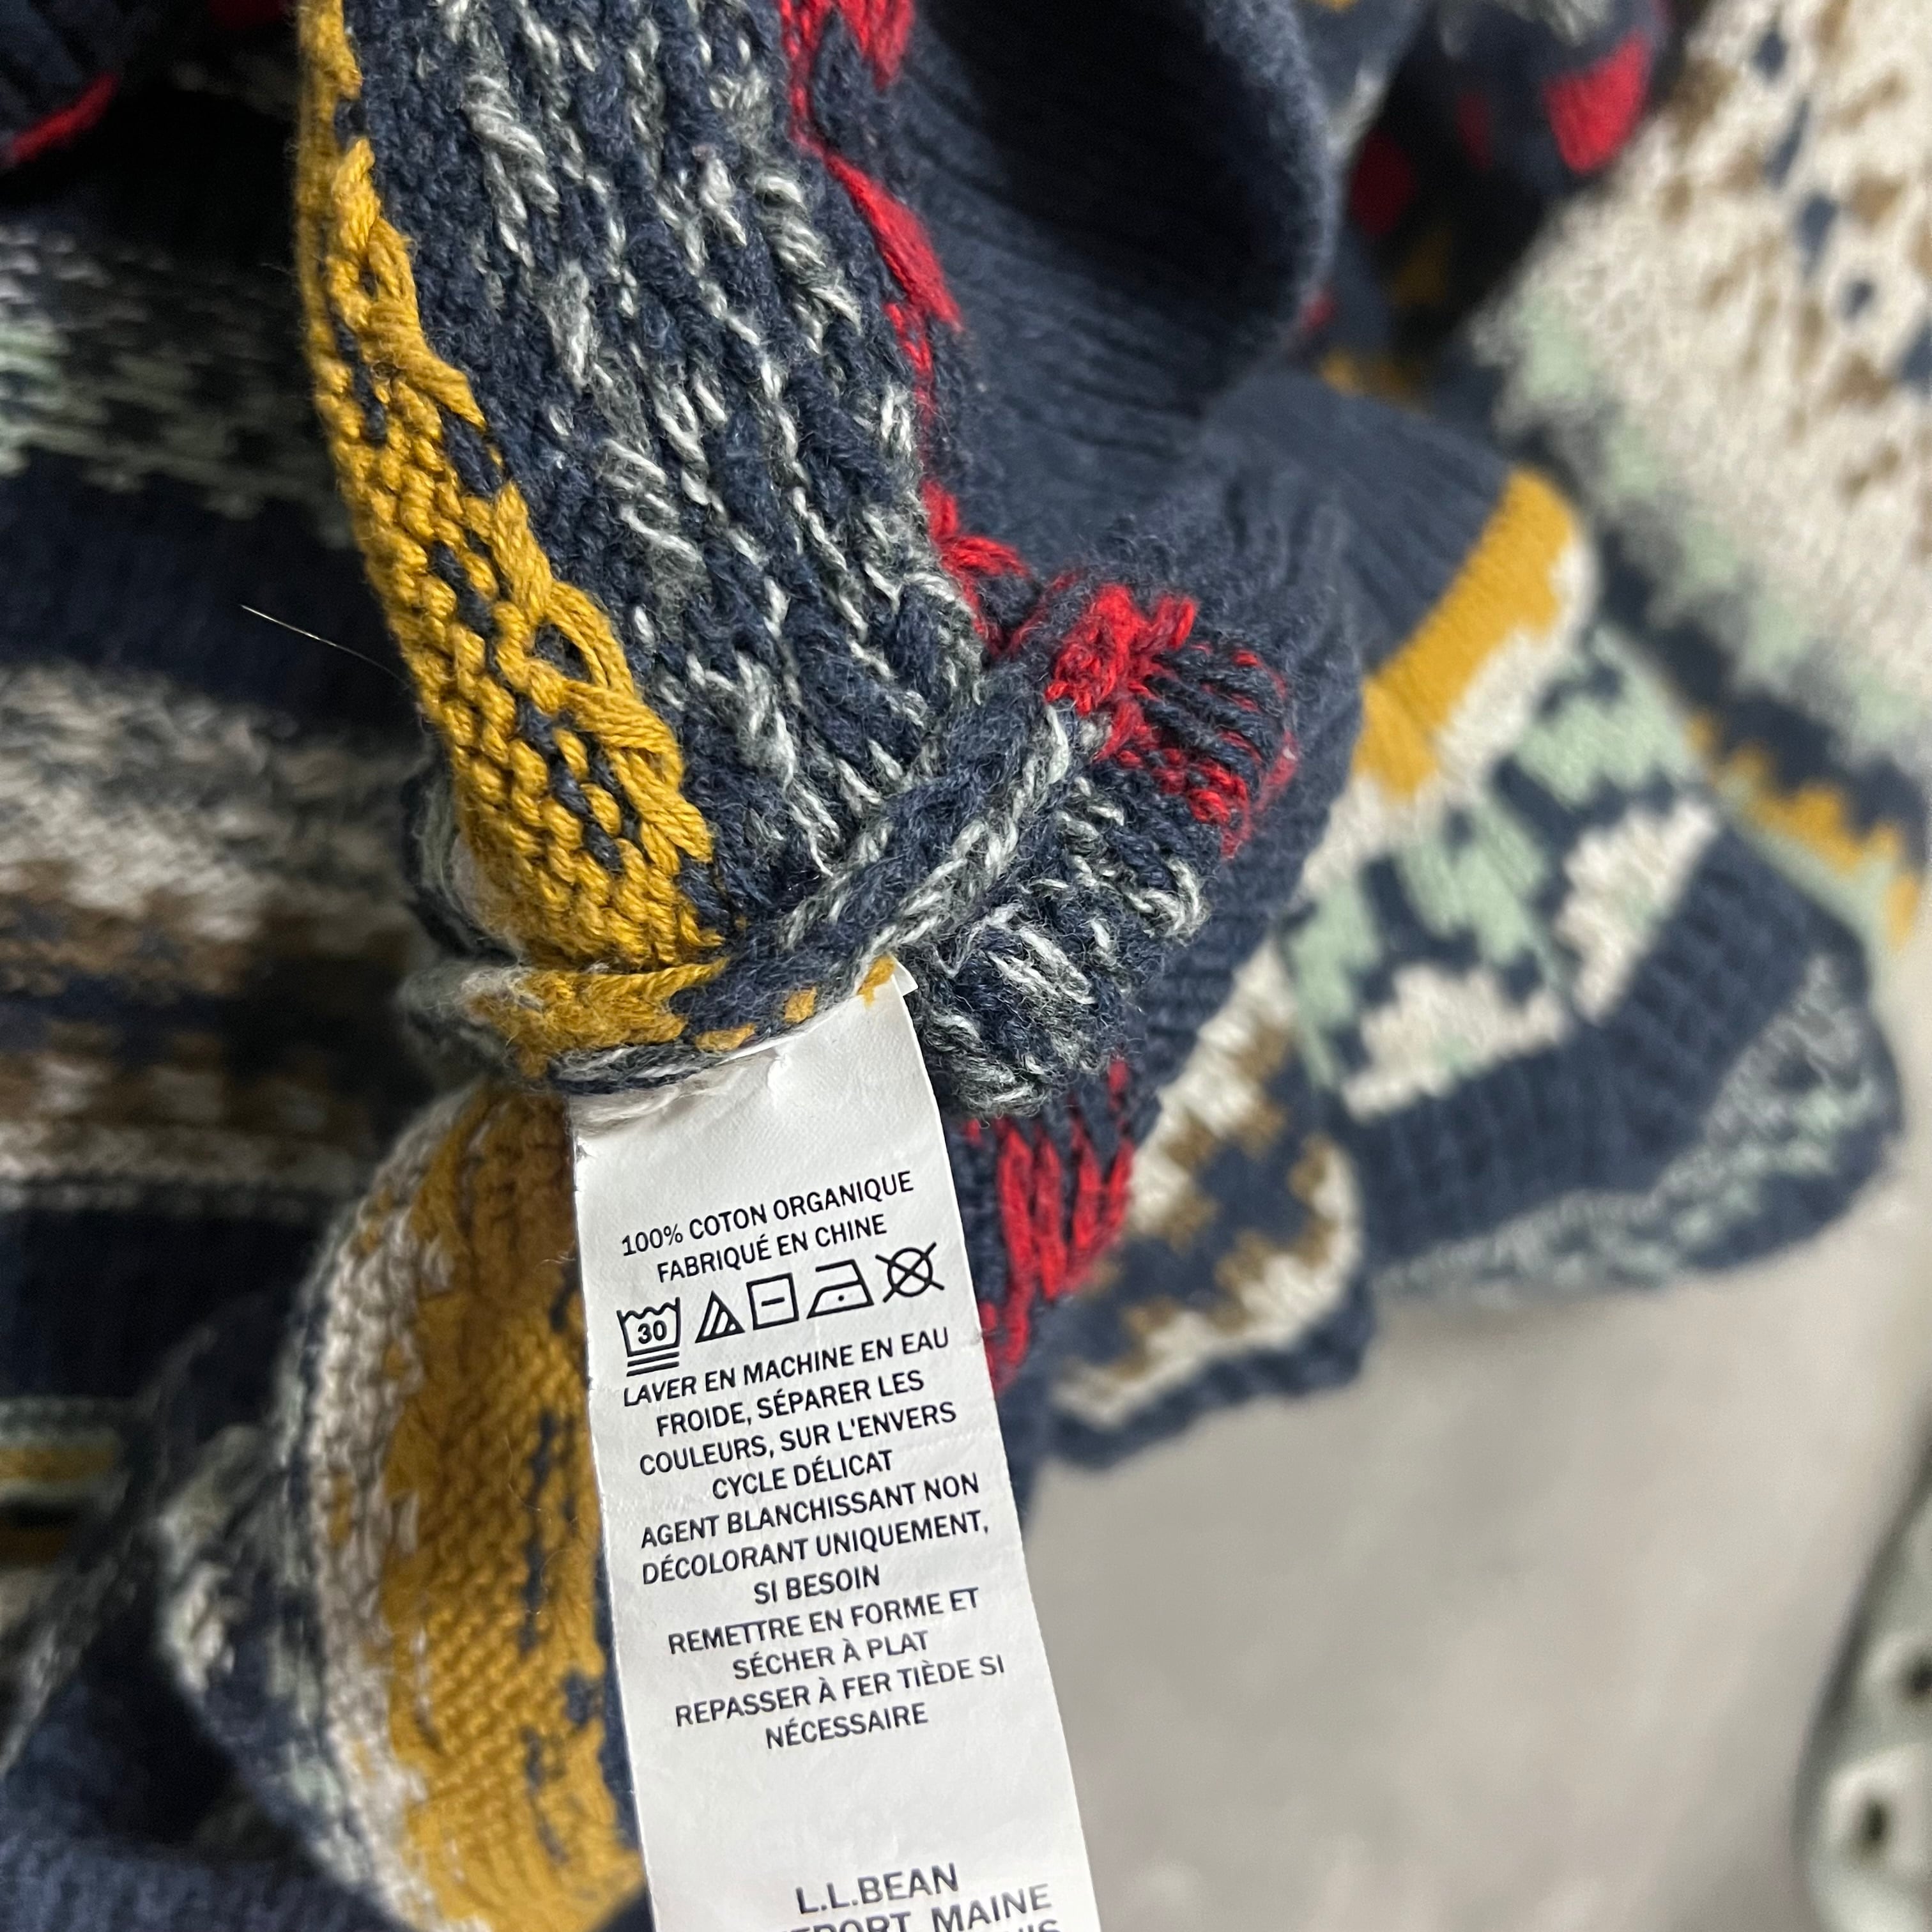 100% COTON ORGANIQUE
FABRIQUÉ EN CHINE
30
LAVER EN MACHINE EN EAU
FROIDE, SÉPARER LES
COULEURS, SUR L'ENVERS
CYCLE DÉLICAT
AGENT BLANCHISSANT NON
DÉCOLORANT UNIQUEMENT,
SI BESOIN
REMETTRE EN FORME ET
SÉCHER À PLAT
REPASSER À FER TIÈDE SI
NÉCESSAIRE
L.L.BEAN
MAINE